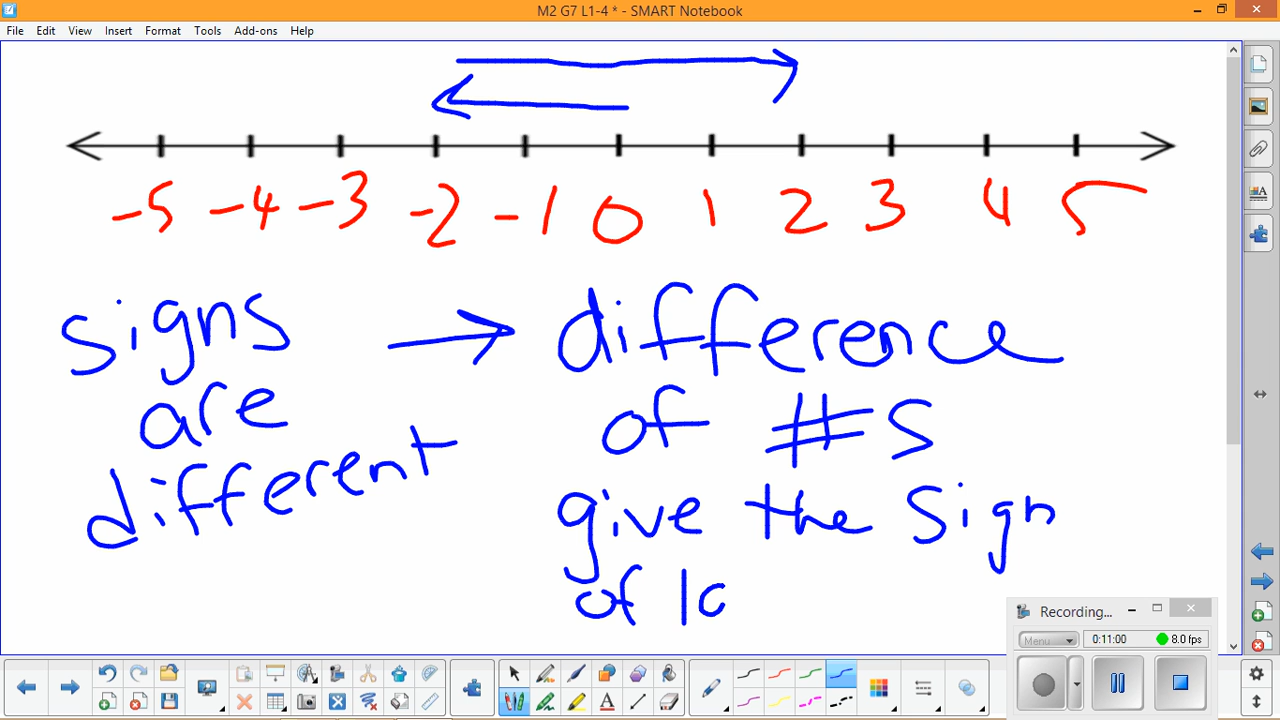 M2 G7 L1-4 * - SMART Notebook
File Edit View Insert Format Tools Add-ons Help
-5 -4 -3 -2 -1 0 1 2 3 4 5
signs → difference
are of #s
different give the sign
of la
Recording...
Menu 0:11:00 8.0 fps
A